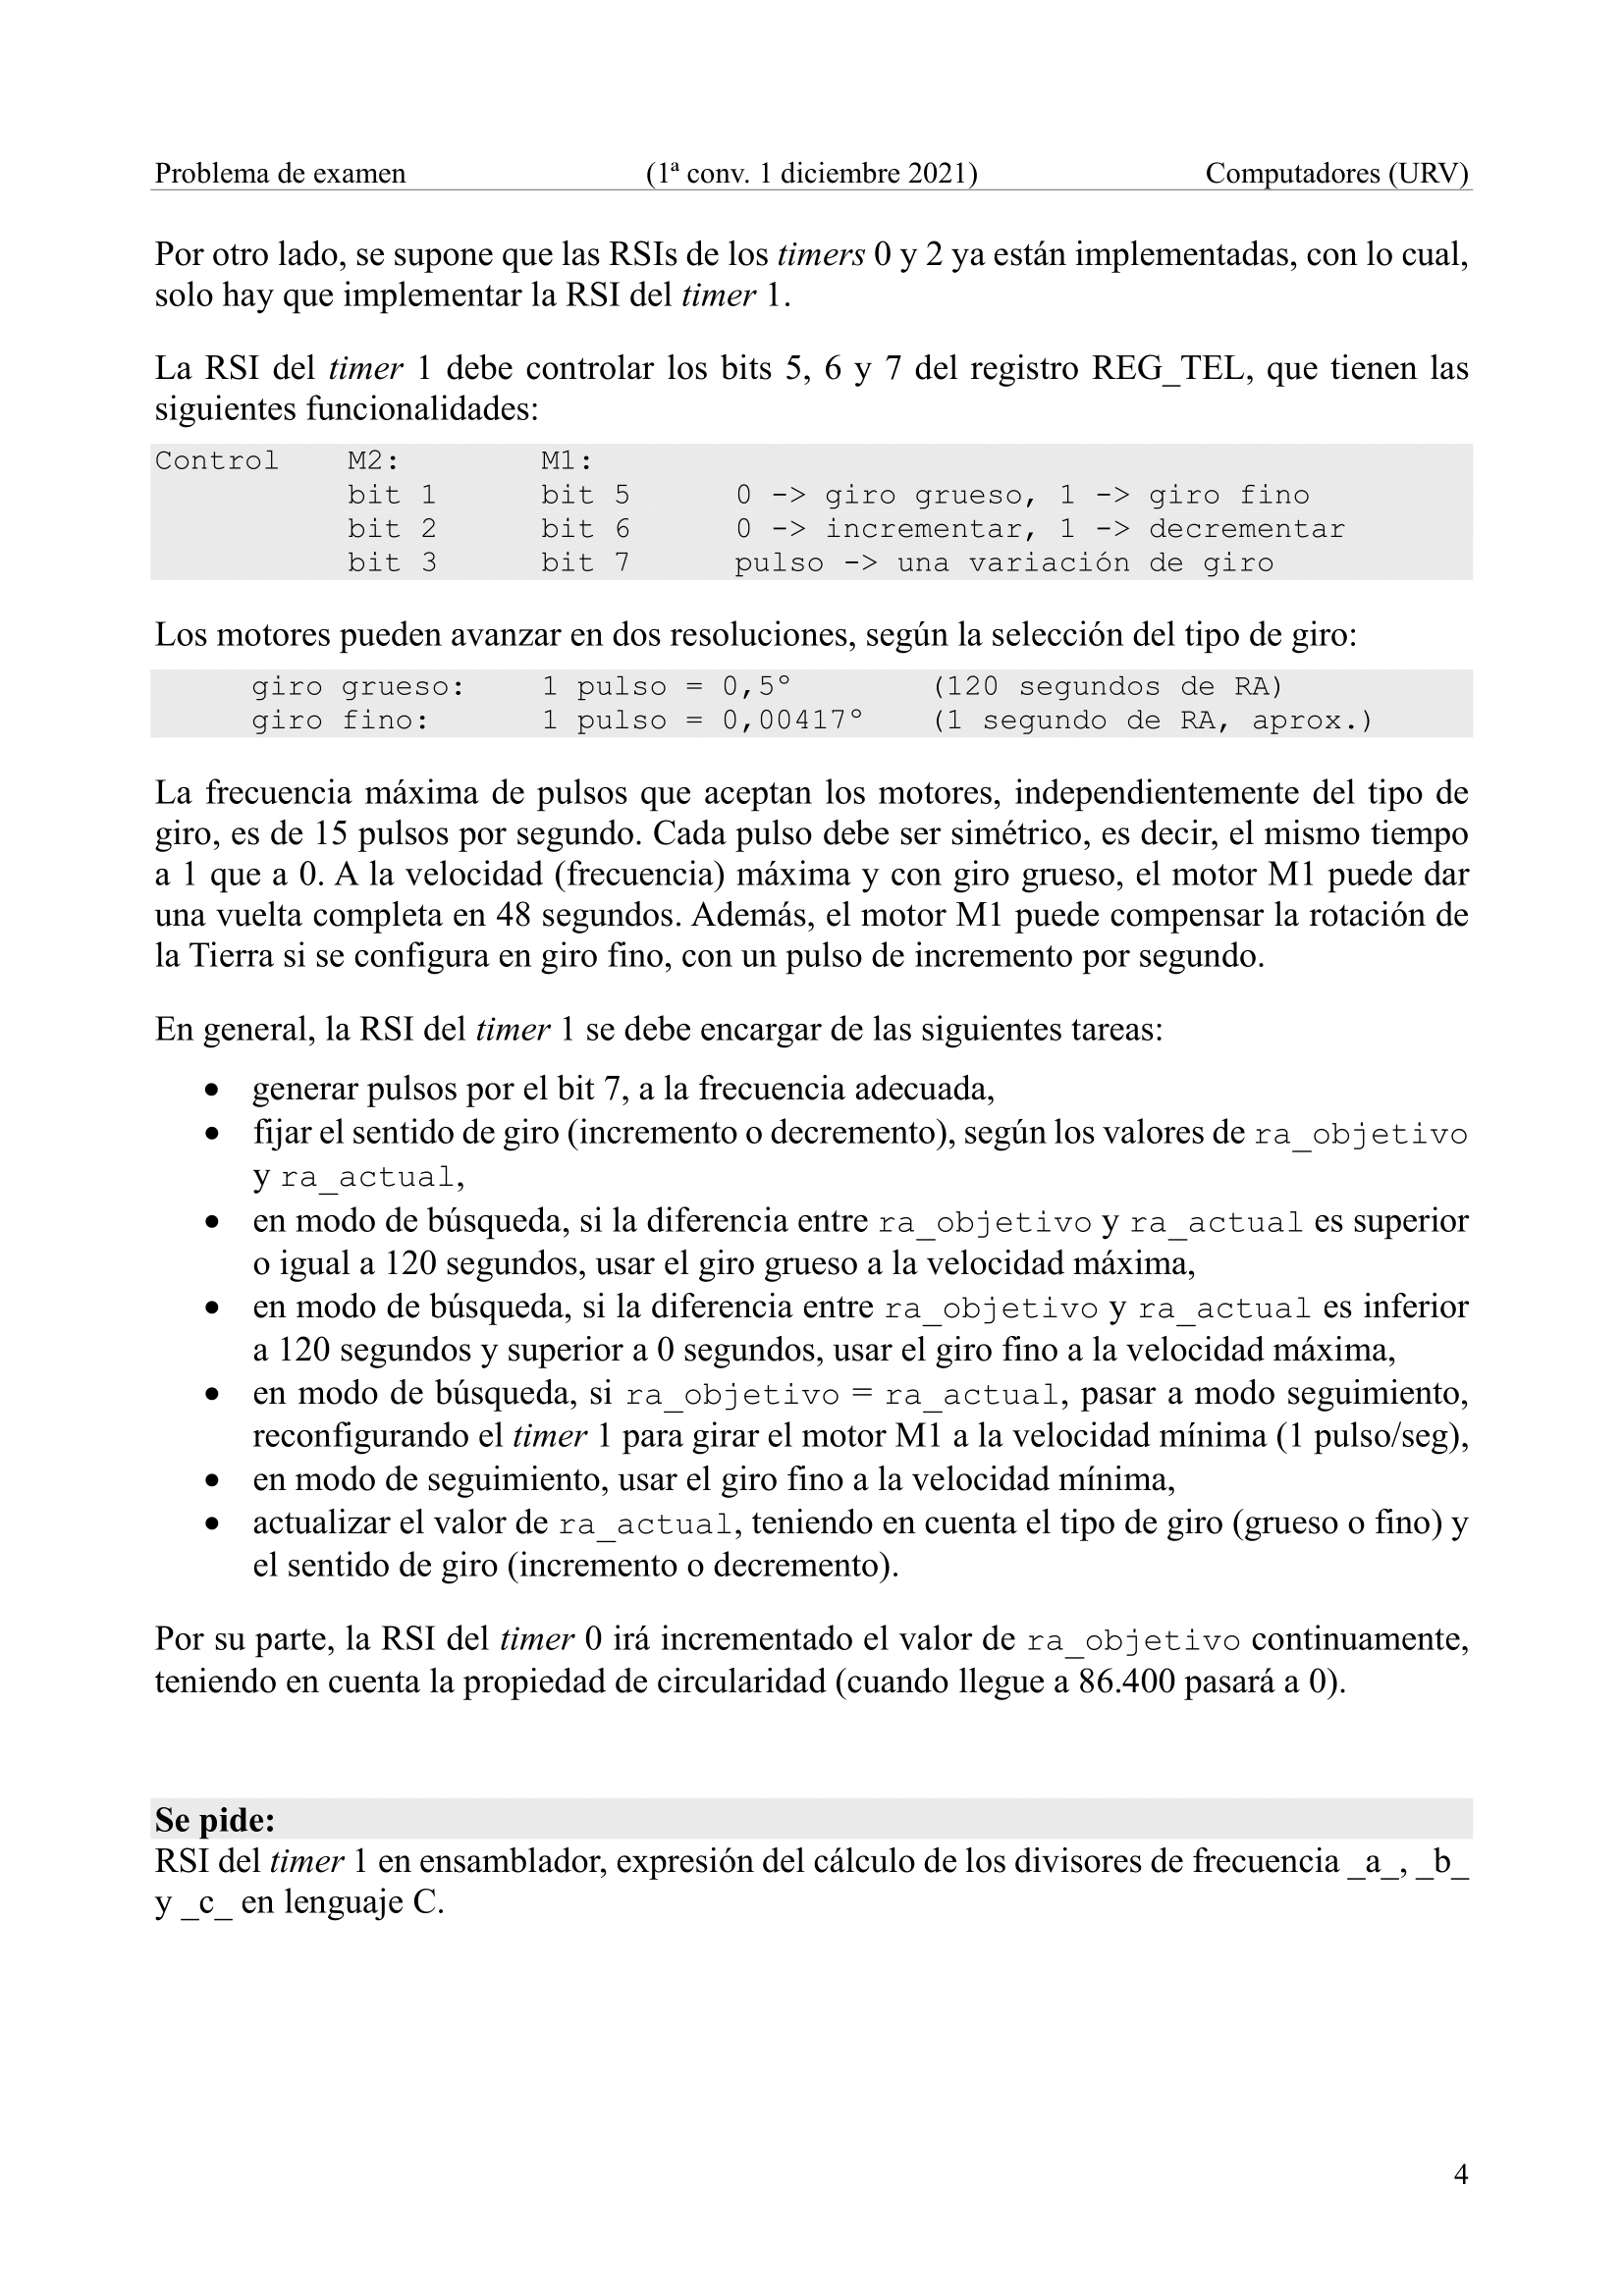 Problema de examen (1ª conv. 1 diciembre 2021) Computadores (URV)
Por otro lado, se supone que las RSIs de los timers 0 y 2 ya están implementadas, con lo cual,
solo hay que implementar la RSI del timer 1.
La RSI del timer 1 debe controlar los bits 5, 6 y 7 del registro REG_TEL, que tienen las
siguientes funcionalidades:
Control M2: M1:
bit 1 bit 5 0 -> giro grueso, 1 -> giro fino
bit 2 bit 6 0 -> incrementar, 1 -> decrementar
bit 3 bit 7 pulso -> una variación de giro
Los motores pueden avanzar en dos resoluciones, según la selección del tipo de giro:
giro grueso: 1 pulso = 0,5º (120 segundos de RA)
giro fino: 1 pulso = 0,00417º (1 segundo de RA, aprox.)
La frecuencia máxima de pulsos que aceptan los motores, independientemente del tipo de
giro, es de 15 pulsos por segundo. Cada pulso debe ser simétrico, es decir, el mismo tiempo
a 1 que a 0. A la velocidad (frecuencia) máxima y con giro grueso, el motor M1 puede dar
una vuelta completa en 48 segundos. Además, el motor M1 puede compensar la rotación de
la Tierra si se configura en giro fino, con un pulso de incremento por segundo.
En general, la RSI del timer 1 se debe encargar de las siguientes tareas:
• generar pulsos por el bit 7, a la frecuencia adecuada,
• fijar el sentido de giro (incremento o decremento), según los valores de ra_objetivo
y ra_actual,
• en modo de búsqueda, si la diferencia entre ra_objetivo y ra_actual es superior
o igual a 120 segundos, usar el giro grueso a la velocidad máxima,
• en modo de búsqueda, si la diferencia entre ra_objetivo y ra_actual es inferior
a 120 segundos y superior a 0 segundos, usar el giro fino a la velocidad máxima,
• en modo de búsqueda, si ra_objetivo = ra_actual, pasar a modo seguimiento,
reconfigurando el timer 1 para girar el motor M1 a la velocidad mínima (1 pulso/seg),
• en modo de seguimiento, usar el giro fino a la velocidad mínima,
• actualizar el valor de ra_actual, teniendo en cuenta el tipo de giro (grueso o fino) y
el sentido de giro (incremento o decremento).
Por su parte, la RSI del timer 0 irá incrementado el valor de ra_objetivo continuamente,
teniendo en cuenta la propiedad de circularidad (cuando llegue a 86.400 pasará a 0).
Se pide:
RSI del timer 1 en ensamblador, expresión del cálculo de los divisores de frecuencia _a_, _b_
y _c_ en lenguaje C.
4